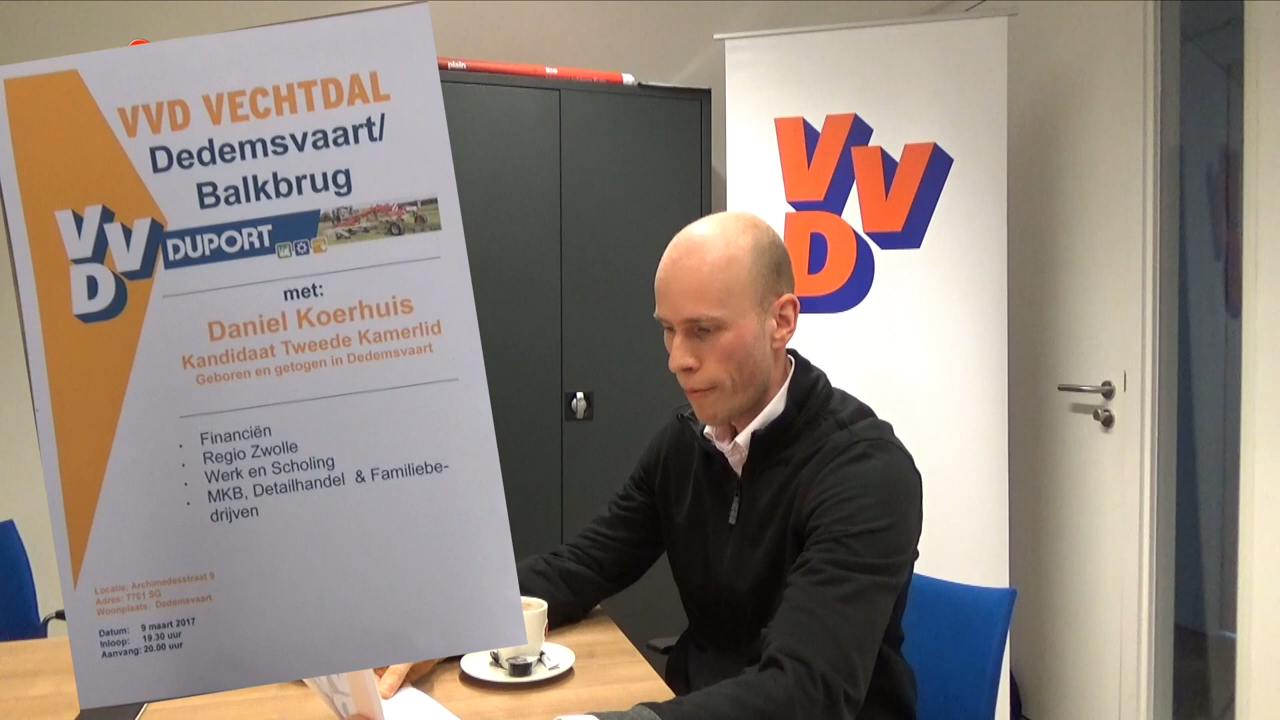 VVD VECHTDAL
Dedemsvaart/
Balkbrug
VVD
DUPORT
met:
Daniel Koerhuis
Kandidaat Tweede Kamerlid
Geboren en getogen in Dedemsvaart
· Financiën
· Regio Zwolle
· Werk en Scholing
· MKB, Detailhandel & Familiebe-
drijven
Locatie: Archimedesstraat 9
Adres: 7701 SG
Woonplaats: Dedemsvaart
Datum: 9 maart 2017
Inloop: 19.30 uur
Aanvang: 20.00 uur
plain
VVD